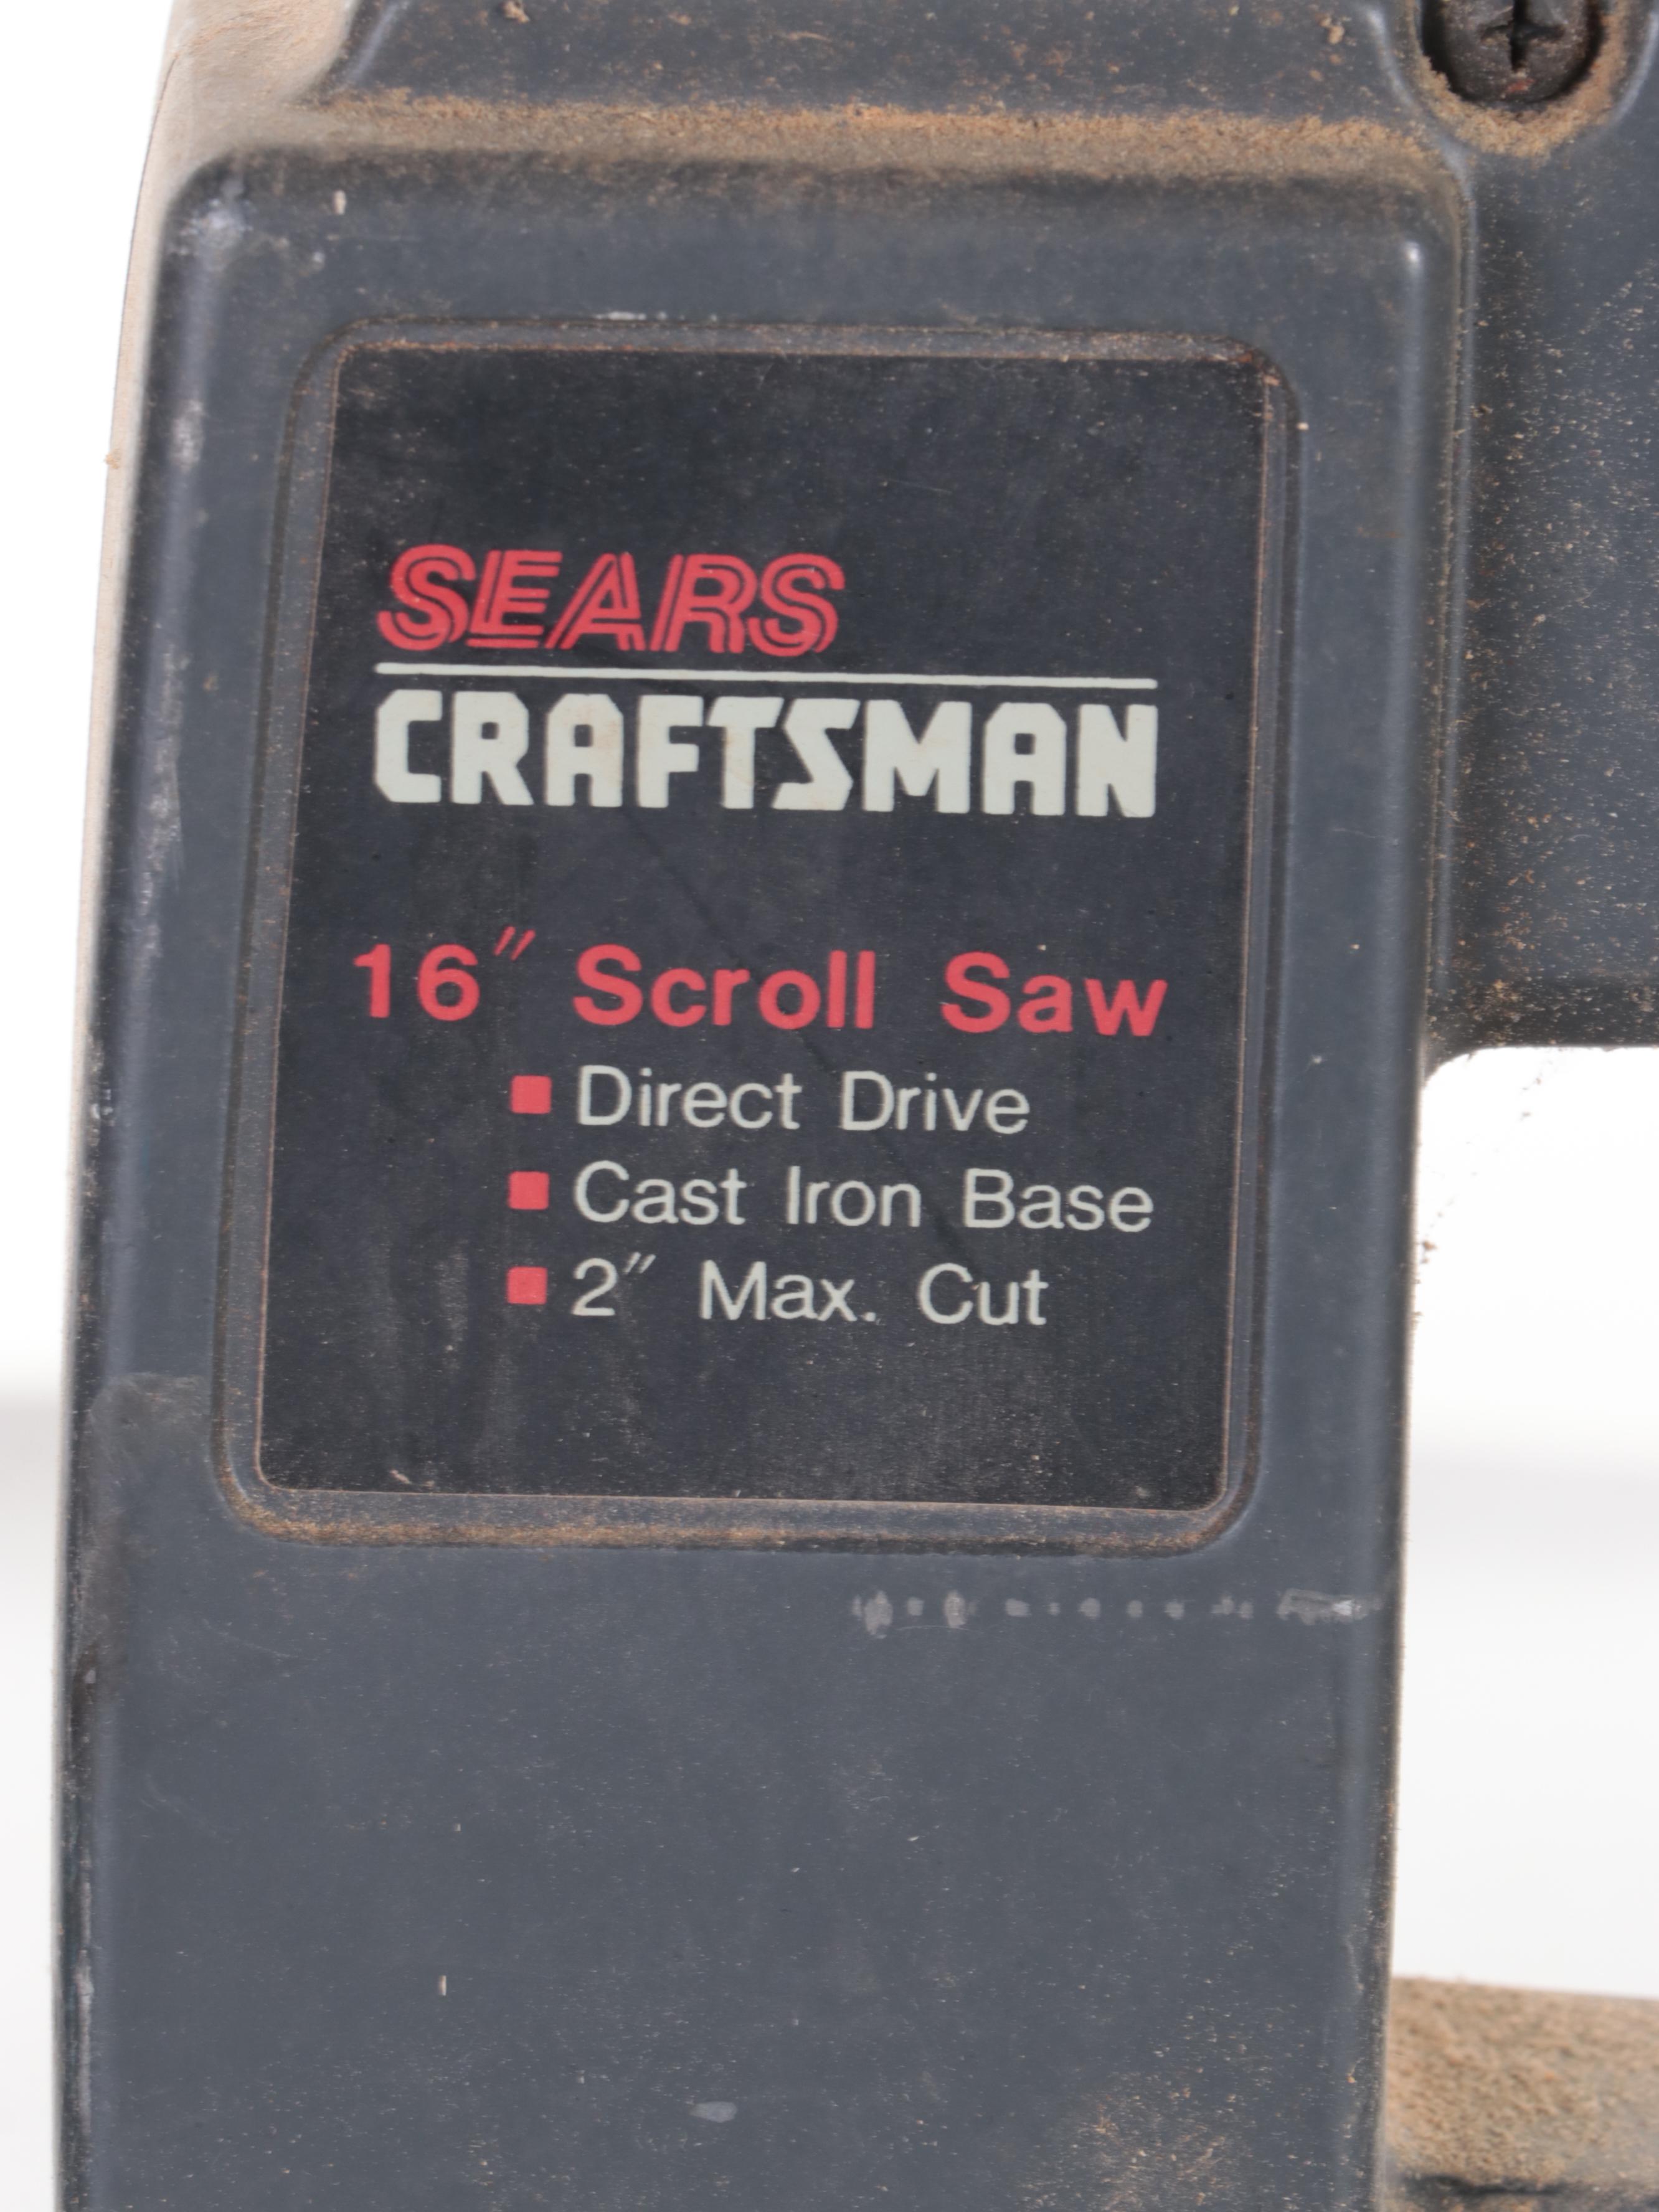 SEARS
CRAFTSMAN
16" Scroll Saw
■ Direct Drive
■ Cast Iron Base
■ 2" Max. Cut